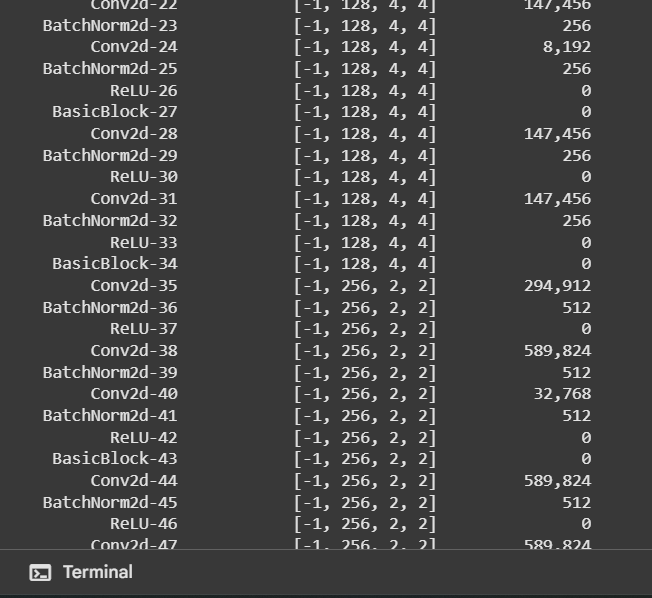 Conv2d-22 [-1, 128, 4, 4] 147,456
BatchNorm2d-23 [-1, 128, 4, 4] 256
Conv2d-24 [-1, 128, 4, 4] 8,192
BatchNorm2d-25 [-1, 128, 4, 4] 256
ReLU-26 [-1, 128, 4, 4] 0
BasicBlock-27 [-1, 128, 4, 4] 0
Conv2d-28 [-1, 128, 4, 4] 147,456
BatchNorm2d-29 [-1, 128, 4, 4] 256
ReLU-30 [-1, 128, 4, 4] 0
Conv2d-31 [-1, 128, 4, 4] 147,456
BatchNorm2d-32 [-1, 128, 4, 4] 256
ReLU-33 [-1, 128, 4, 4] 0
BasicBlock-34 [-1, 128, 4, 4] 0
Conv2d-35 [-1, 256, 2, 2] 294,912
BatchNorm2d-36 [-1, 256, 2, 2] 512
ReLU-37 [-1, 256, 2, 2] 0
Conv2d-38 [-1, 256, 2, 2] 589,824
BatchNorm2d-39 [-1, 256, 2, 2] 512
Conv2d-40 [-1, 256, 2, 2] 32,768
BatchNorm2d-41 [-1, 256, 2, 2] 512
ReLU-42 [-1, 256, 2, 2] 0
BasicBlock-43 [-1, 256, 2, 2] 0
Conv2d-44 [-1, 256, 2, 2] 589,824
BatchNorm2d-45 [-1, 256, 2, 2] 512
ReLU-46 [-1, 256, 2, 2] 0
Conv2d-47 [-1, 256, 2, 2] 589,824
Terminal